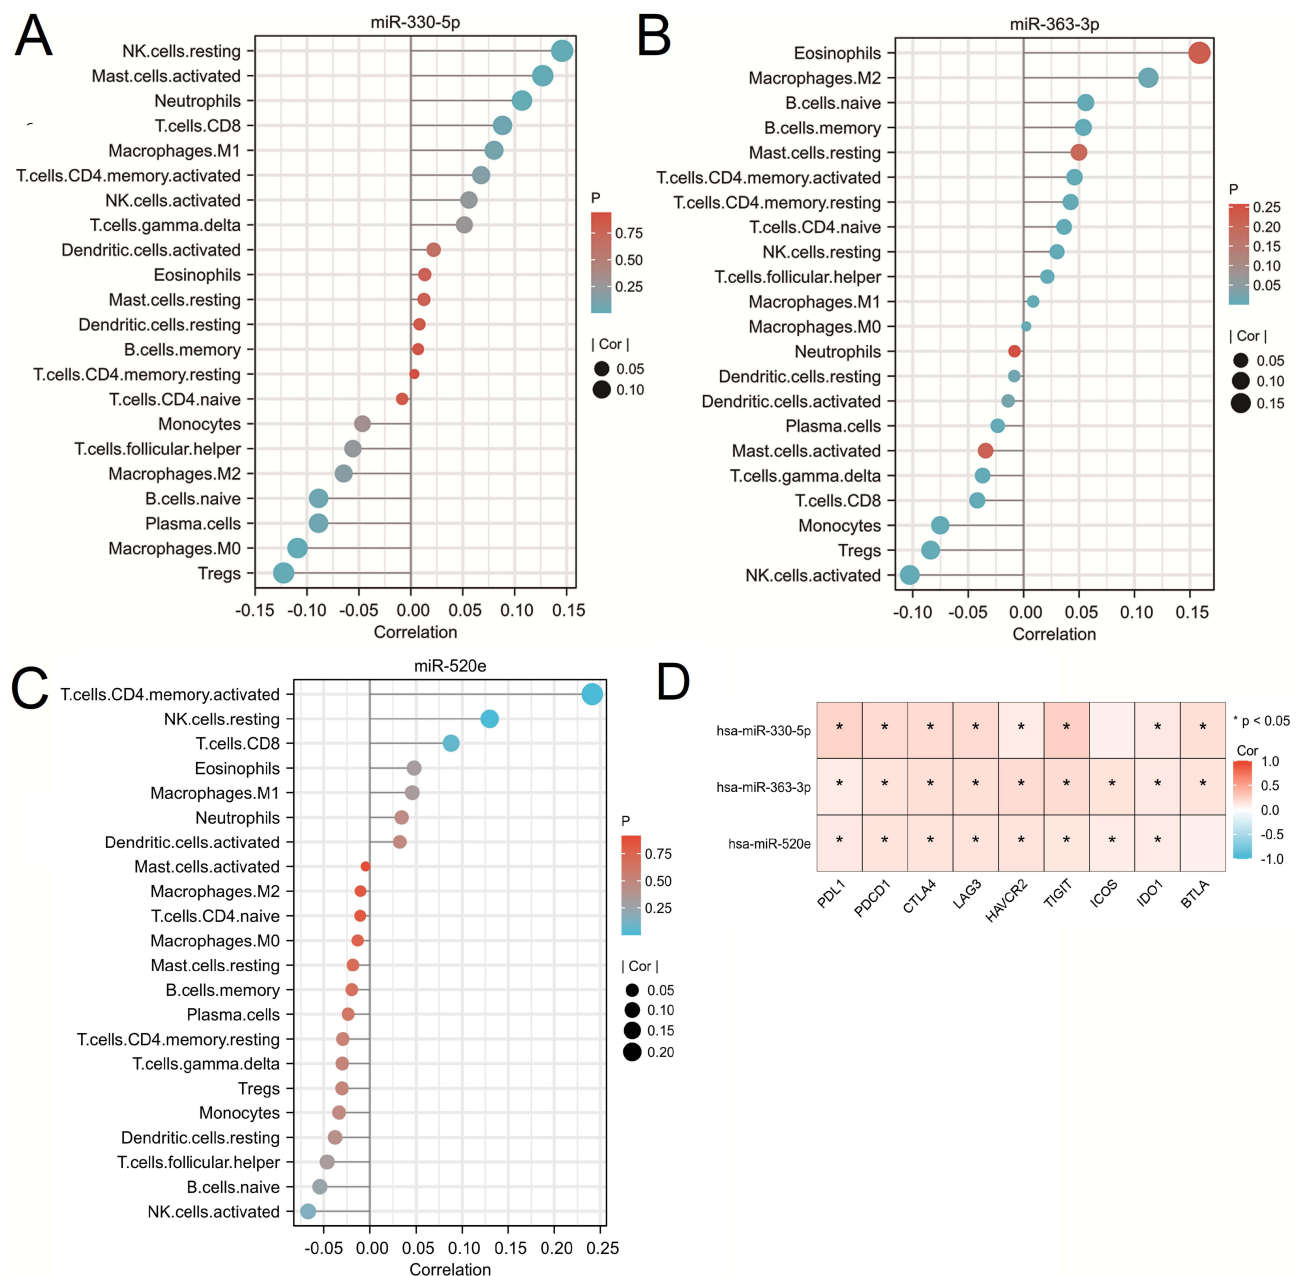 A
miR-330-5p
NK.cells.resting
Mast.cells.activated
Neutrophils
T.cells.CD8
Macrophages.M1
T.cells.CD4.memory.activated
NK.cells.activated
T.cells.gamma.delta
Dendritic.cells.activated
Eosinophils
Mast.cells.resting
Dendritic.cells.resting
B.cells.memory
T.cells.CD4.memory.resting
T.cells.CD4.naive
Monocytes
T.cells.follicular.helper
Macrophages.M2
B.cells.naive
Plasma.cells
Macrophages.M0
Tregs
-0.15 -0.10 -0.05 0.00 0.05 0.10 0.15
Correlation
P
0.75
0.50
0.25
| Cor |
0.05
0.10
B
miR-363-3p
Eosinophils
Macrophages.M2
B.cells.naive
B.cells.memory
Mast.cells.resting
T.cells.CD4.memory.activated
T.cells.CD4.memory.resting
T.cells.CD4.naive
NK.cells.resting
T.cells.follicular.helper
Macrophages.M1
Macrophages.M0
Neutrophils
Dendritic.cells.resting
Dendritic.cells.activated
Plasma.cells
Mast.cells.activated
T.cells.gamma.delta
T.cells.CD8
Monocytes
Tregs
NK.cells.activated
-0.10 -0.05 0.00 0.05 0.10 0.15
Correlation
P
0.25
0.20
0.15
0.10
0.05
| Cor |
0.05
0.10
0.15
C
miR-520e
T.cells.CD4.memory.activated
NK.cells.resting
T.cells.CD8
Eosinophils
Macrophages.M1
Neutrophils
Dendritic.cells.activated
Mast.cells.activated
Macrophages.M2
T.cells.CD4.naive
Macrophages.M0
Mast.cells.resting
B.cells.memory
Plasma.cells
T.cells.CD4.memory.resting
T.cells.gamma.delta
Tregs
Monocytes
Dendritic.cells.resting
T.cells.follicular.helper
B.cells.naive
NK.cells.activated
-0.05 0.00 0.05 0.10 0.15 0.20 0.25
Correlation
P
0.75
0.50
0.25
| Cor |
0.05
0.10
0.15
0.20
D
hsa-miR-330-5p * * * * * * * *
hsa-miR-363-3p * * * * * * * * *
hsa-miR-520e * * * * * * * *
PDL1 PDCD1 CTLA4 LAG3 HAVCR2 TIGIT ICOS IDO1 BTLA
* p < 0.05
Cor
1.0
0.5
0.0
-0.5
-1.0